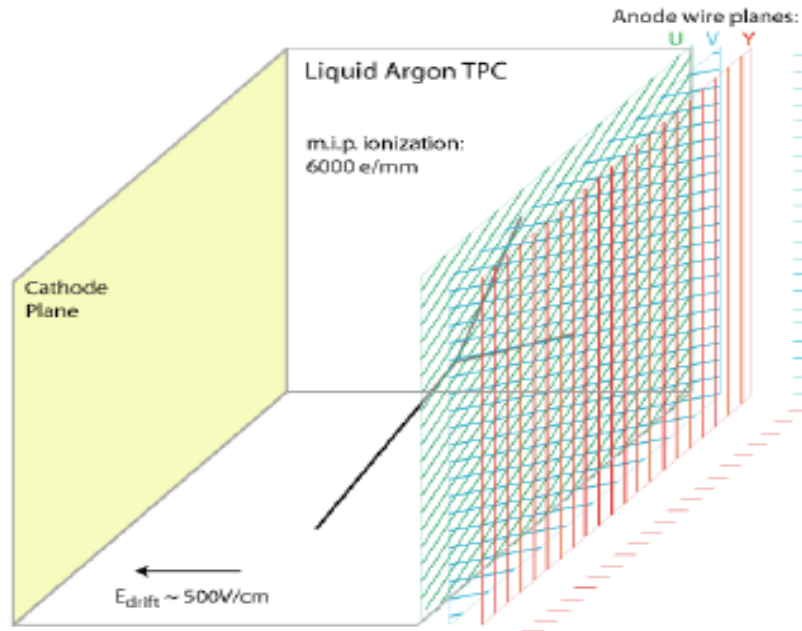 Anode wire planes:
U V Y
Liquid Argon TPC
m.i.p. ionization:
6000 e/mm
Cathode
Plane
E_drift ~ 500V/cm